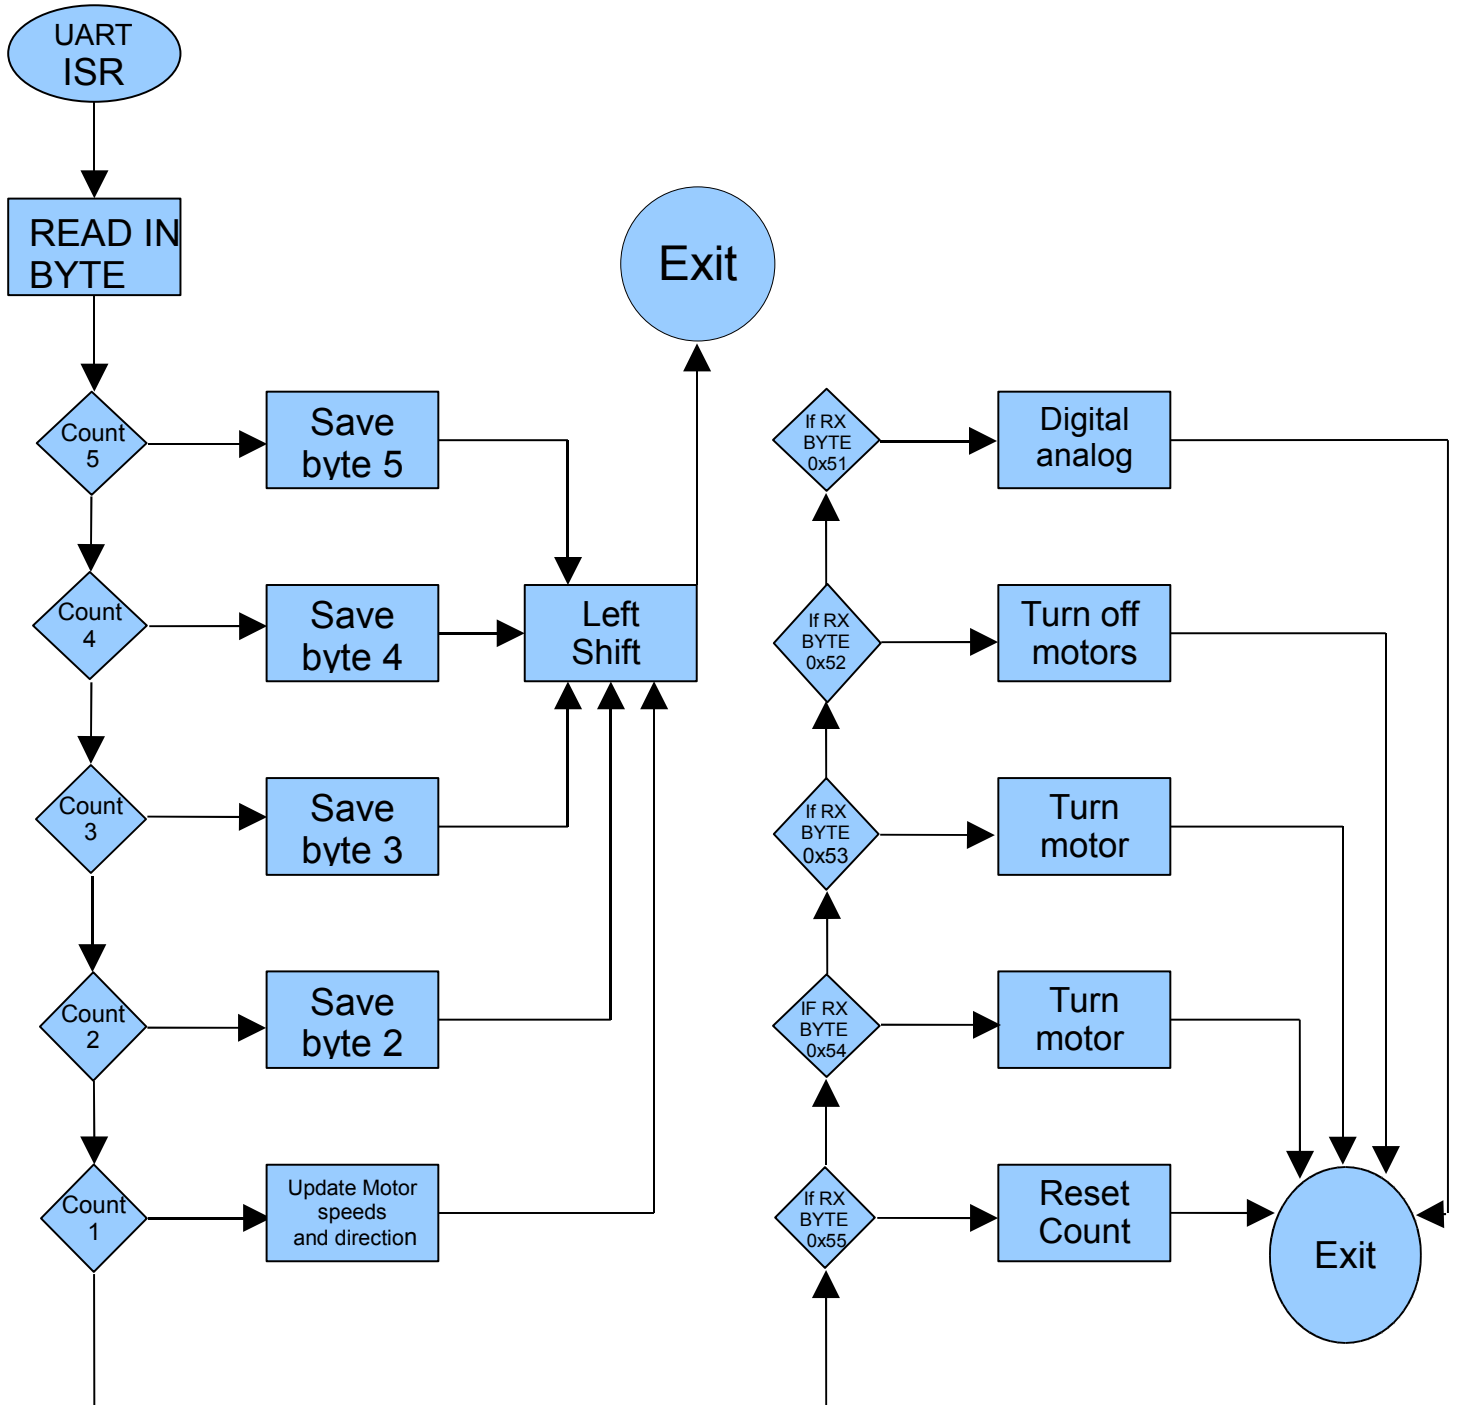 UART
ISR
READ IN
BYTE
Exit
Count
5
Save
byte 5
Count
4
Save
byte 4
Left
Shift
Count
3
Save
byte 3
Count
2
Save
byte 2
Count
1
Update Motor
speeds
and direction
If RX
BYTE
0x51
Digital
analog
If RX
BYTE
0x52
Turn off
motors
If RX
BYTE
0x53
Turn
motor
IF RX
BYTE
0x54
Turn
motor
If RX
BYTE
0x55
Reset
Count
Exit